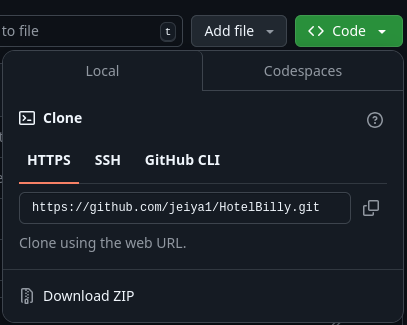 to file
t
Add file
Code
Local
Codespaces
Clone
HTTPS
SSH
GitHub CLI
https://github.com/jeiya1/HotelBilly.git
Clone using the web URL.
Download ZIP